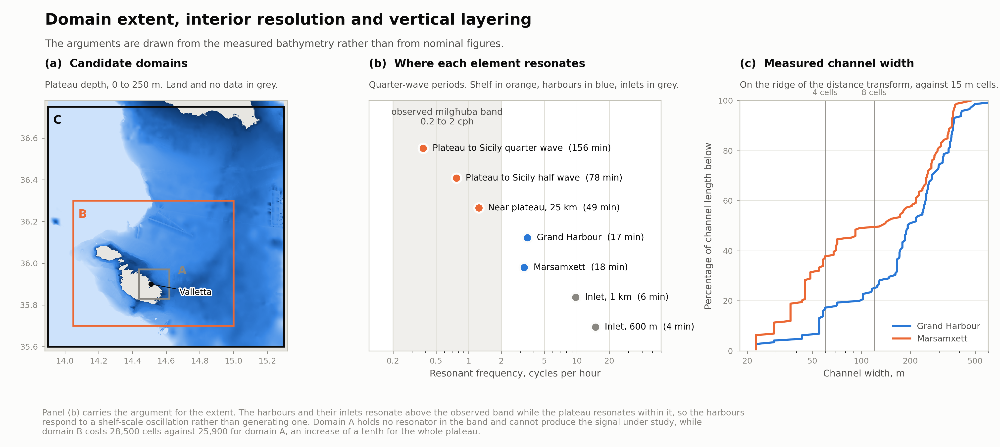 Domain extent, interior resolution and vertical layering
The arguments are drawn from the measured bathymetry rather than from nominal figures.
(a) Candidate domains
Plateau depth, 0 to 250 m. Land and no data in grey.
C
B
A
Valletta
36.6
36.4
36.2
36.0
35.8
35.6
14.0 14.2 14.4 14.6 14.8 15.0 15.2
(b) Where each element resonates
Quarter-wave periods. Shelf in orange, harbours in blue, inlets in grey.
observed milgħuba band
0.2 to 2 cph
Plateau to Sicily quarter wave (156 min)
Plateau to Sicily half wave (78 min)
Near plateau, 25 km (49 min)
Grand Harbour (17 min)
Marsamxett (18 min)
Inlet, 1 km (6 min)
Inlet, 600 m (4 min)
0.2 0.5 1 2 5 10 20
Resonant frequency, cycles per hour
(c) Measured channel width
On the ridge of the distance transform, against 15 m cells.
4 cells 8 cells
Percentage of channel length below
100
80
60
40
20
0
Grand Harbour
Marsamxett
20 50 100 200 500
Channel width, m
Panel (b) carries the argument for the extent. The harbours and their inlets resonate above the observed band while the plateau resonates within it, so the harbours
respond to a shelf-scale oscillation rather than generating one. Domain A holds no resonator in the band and cannot produce the signal under study, while
domain B costs 28,500 cells against 25,900 for domain A, an increase of a tenth for the whole plateau.